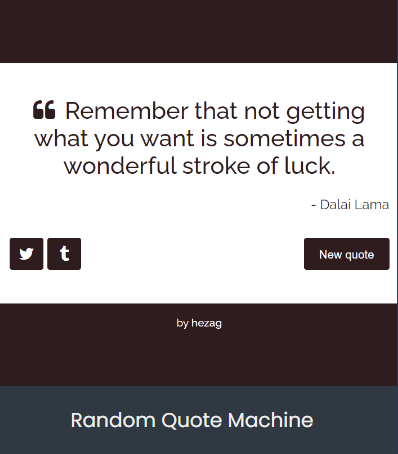 ❝ Remember that not getting
what you want is sometimes a
wonderful stroke of luck.
- Dalai Lama
New quote
by hezag
Random Quote Machine